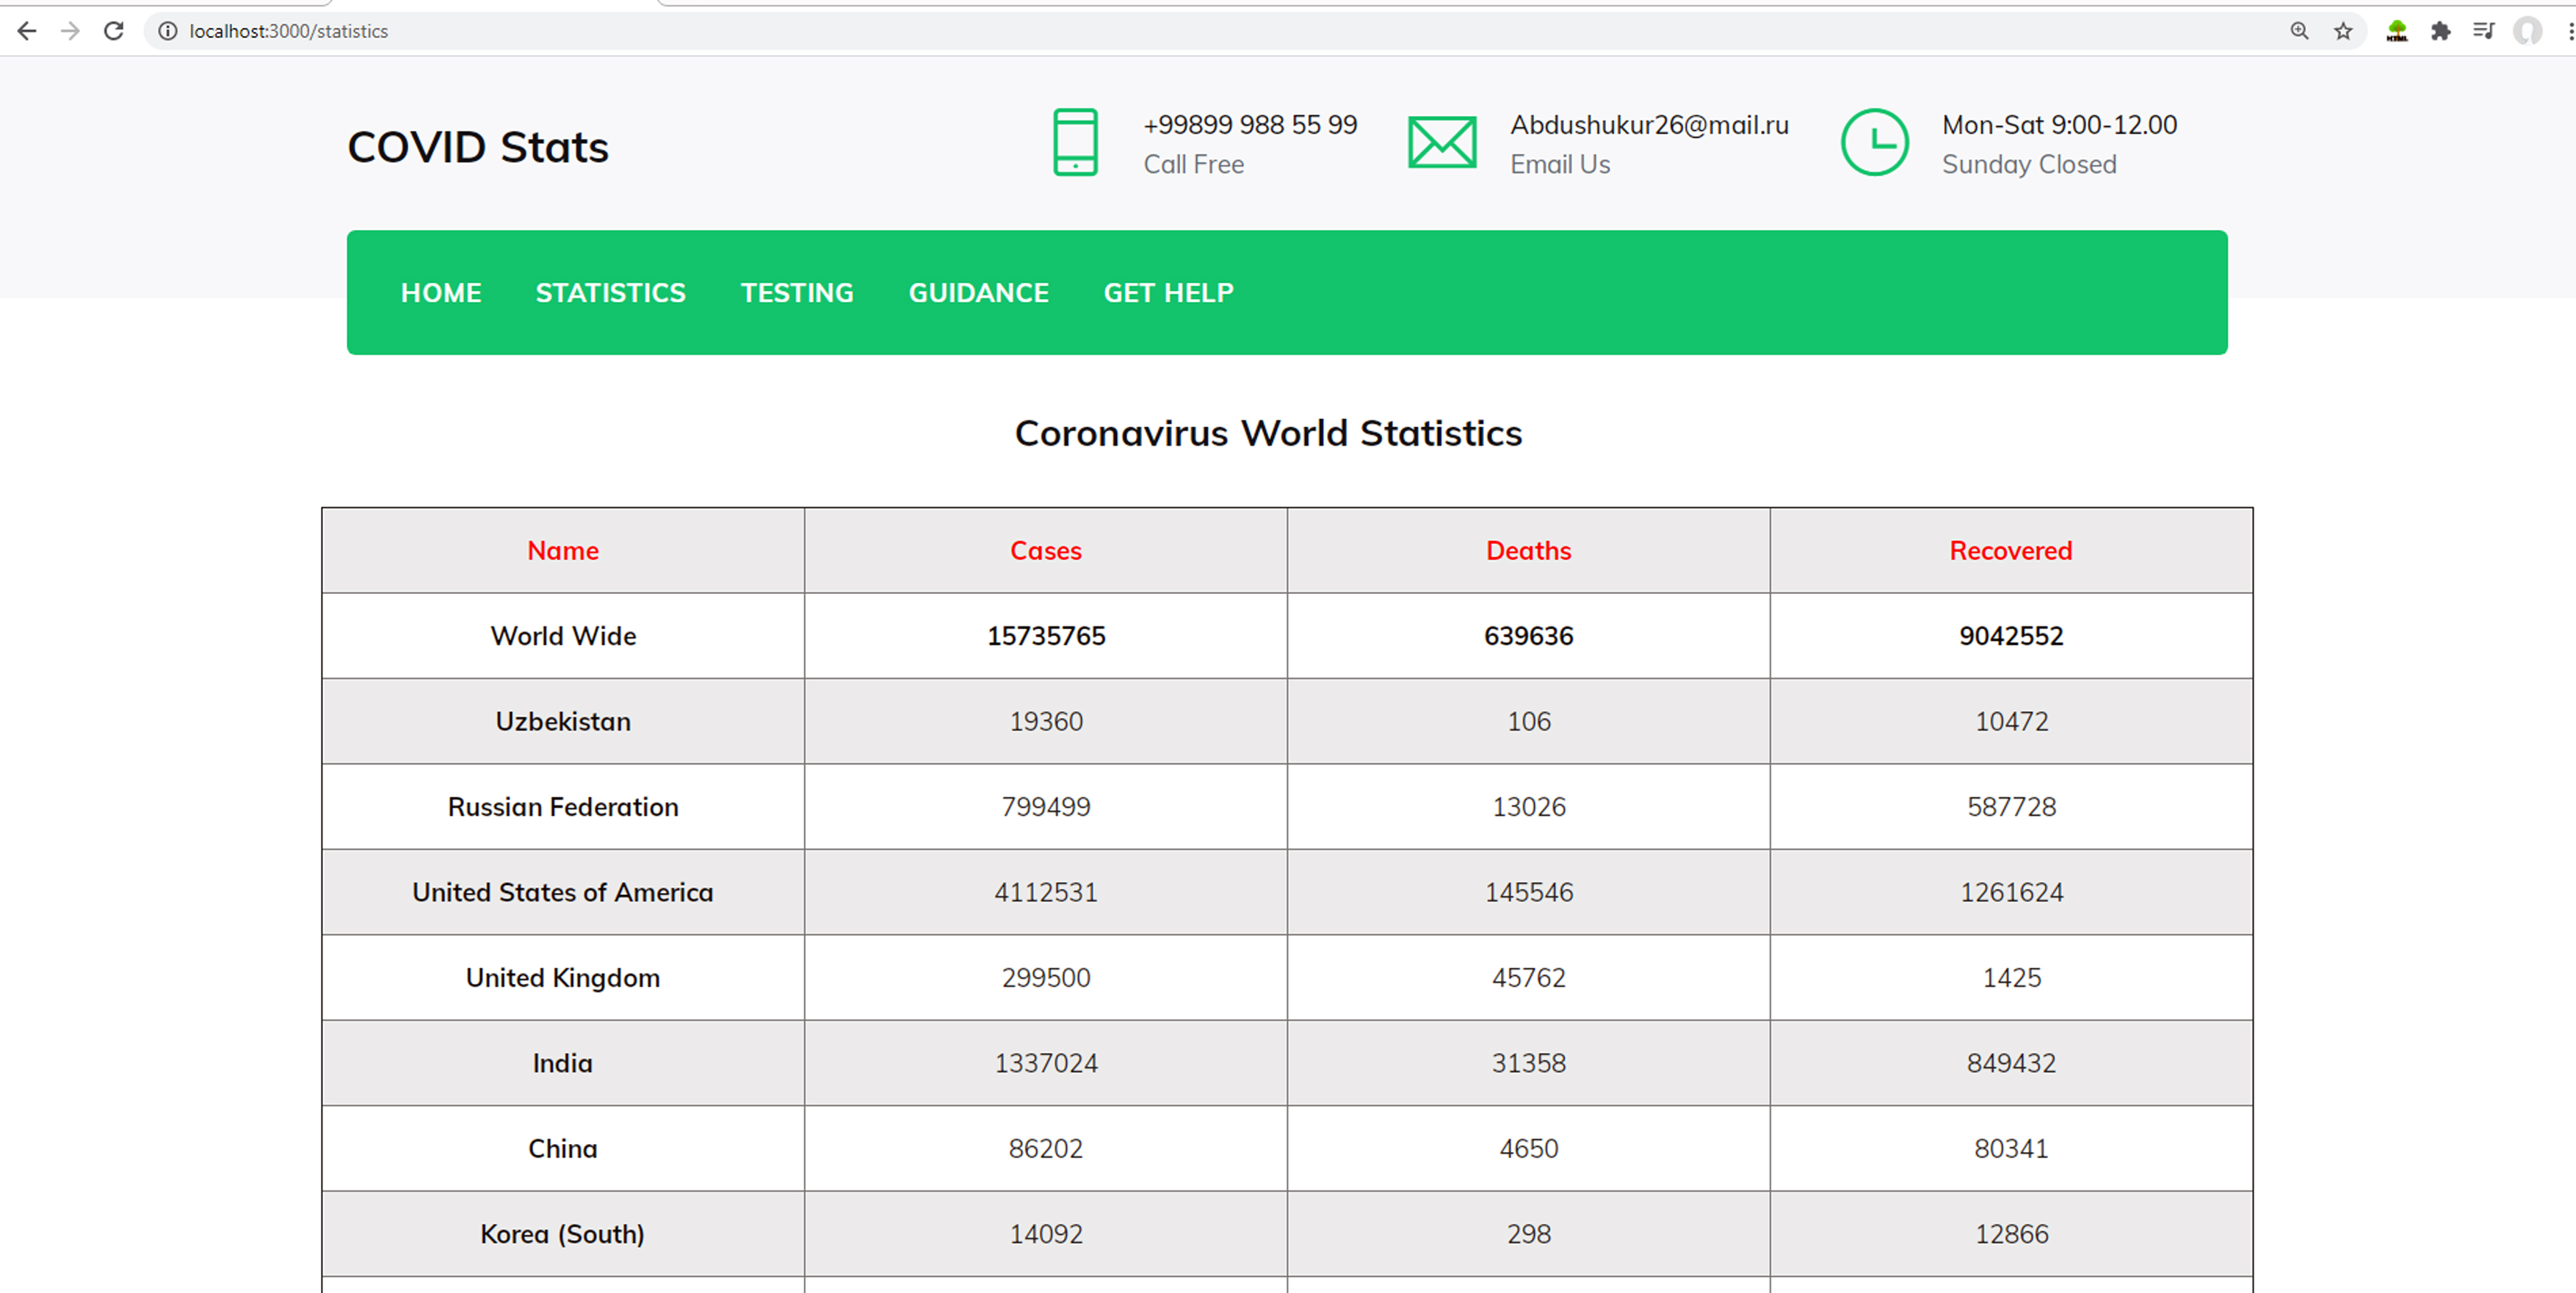 localhost:3000/statistics
HTML
COVID Stats
+99899 988 55 99
Call Free
Abdushukur26@mail.ru
Email Us
Mon-Sat 9:00-12.00
Sunday Closed
HOME STATISTICS TESTING GUIDANCE GET HELP
Coronavirus World Statistics
Name Cases Deaths Recovered
World Wide 15735765 639636 9042552
Uzbekistan 19360 106 10472
Russian Federation 799499 13026 587728
United States of America 4112531 145546 1261624
United Kingdom 299500 45762 1425
India 1337024 31358 849432
China 86202 4650 80341
Korea (South) 14092 298 12866